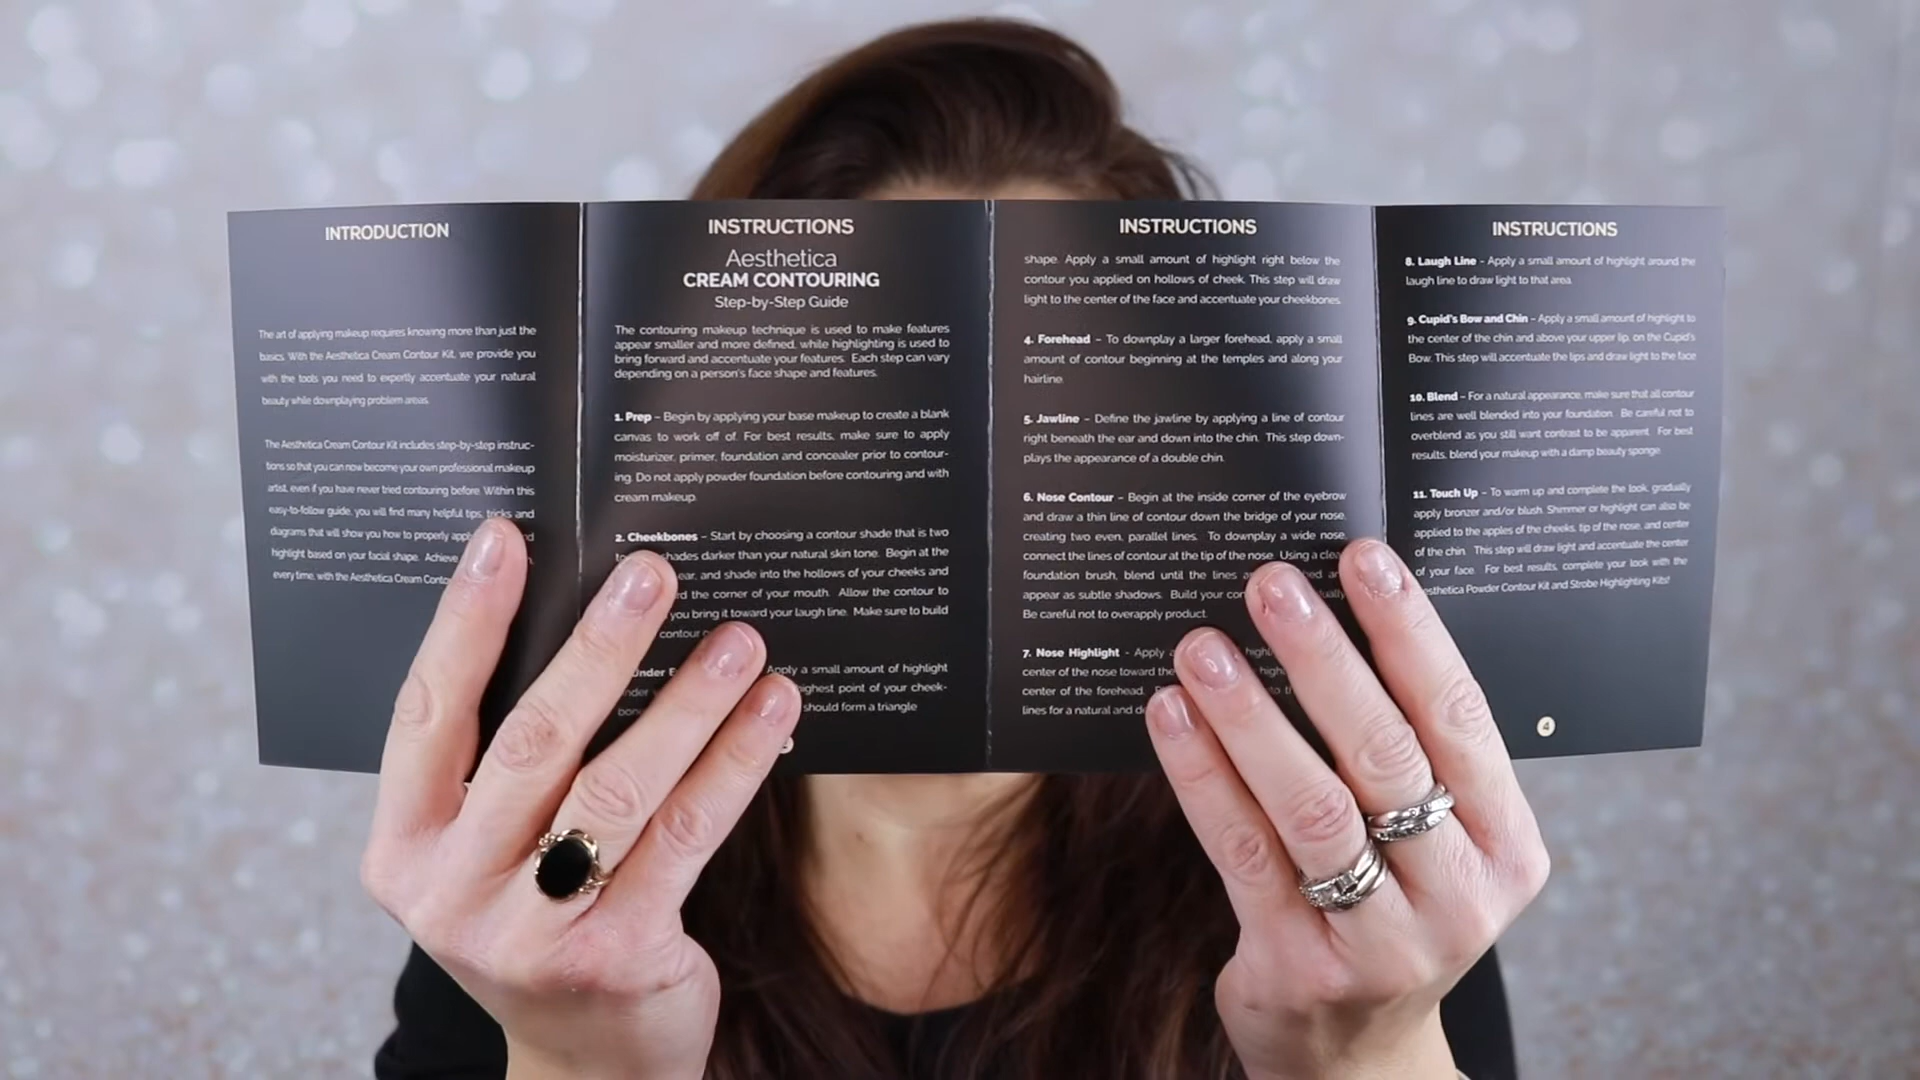 INTRODUCTION
The art of applying makeup requires knowing more than just the
basics. With the Aesthetica Cream Contour Kit, we provide you
with the tools you need to expertly accentuate your natural
beauty while downplaying problem areas.
The Aesthetica Cream Contour Kit includes step-by-step instruc-
tions so that you can now become your own professional makeup
artist, even if you have never tried contouring before. Within this
easy-to-follow guide, you will find many helpful tips, tricks and
diagrams that will show you how to properly
highlight based on your facial shape. Achieve
every time, with the Aesthetica Cream
INSTRUCTIONS
Aesthetica
CREAM CONTOURING
Step-by-Step Guide
The contouring makeup technique is used to make features
appear smaller and more defined, while highlighting is used to
bring forward and accentuate your features. Each step can vary
depending on a person's face shape and features.
1. Prep – Begin by applying your base makeup to create a blank
canvas to work off of. For best results, make sure to apply
moisturizer, primer, foundation and concealer prior to contour-
ing. Do not apply powder foundation before contouring and with
cream makeup.
2. Cheekbones – Start by choosing a contour shade that is two
shades darker than your natural skin tone. Begin at the
ear, and shade into the hollows of your cheeks and
the corner of your mouth. Allow the contour to
you bring it toward your laugh line. Make sure to build
contour
Under Apply a small amount of highlight
highest point of your cheek-
should form a triangle
INSTRUCTIONS
shape. Apply a small amount of highlight right below the
contour you applied on hollows of cheek. This step will draw
light to the center of the face and accentuate your cheekbones.
4. Forehead – To downplay a larger forehead, apply a small
amount of contour beginning at the temples and along your
hairline.
5. Jawline – Define the jawline by applying a line of contour
right beneath the ear and down into the chin. This step down-
plays the appearance of a double chin.
6. Nose Contour – Begin at the inside corner of the eyebrow
and draw a thin line of contour down the bridge of your nose,
creating two even, parallel lines. To downplay a wide nose,
connect the lines of contour at the tip of the nose. Using a clean
foundation brush, blend until the lines
appear as subtle shadows. Build your
Be careful not to overapply product.
7. Nose Highlight - Apply
center of the nose toward the
center of the forehead.
lines for a natural and
INSTRUCTIONS
8. Laugh Line - Apply a small amount of highlight around the
laugh line to draw light to that area.
9. Cupid's Bow and Chin – Apply a small amount of highlight to
the center of the chin and above your upper lip, on the Cupid's
Bow. This step will accentuate the lips and draw light to the face
10. Blend – For a natural appearance, make sure that all contour
lines are well blended into your foundation. Be careful not to
overblend as you still want contrast to be apparent. For best
results, blend your makeup with a damp beauty sponge.
11. Touch Up – To warm up and complete the look, gradually
apply bronzer and/or blush. Shimmer or highlight can also be
applied to the apples of the cheeks, tip of the nose, and center
of the chin. This step will draw light and accentuate the center
of your face. For best results, complete your look with the
Aesthetica Powder Contour Kit and Strobe Highlighting Kits!
4